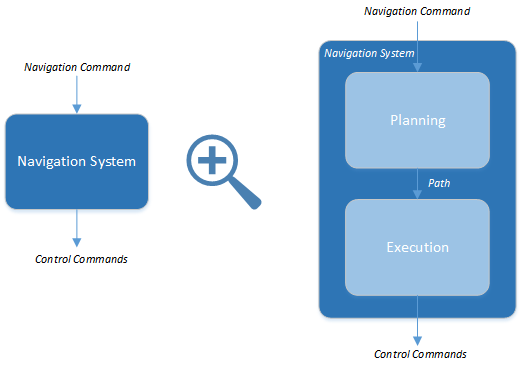 Navigation Command
Navigation System
Control Commands
Navigation Command
Navigation System
Planning
Path
Execution
Control Commands